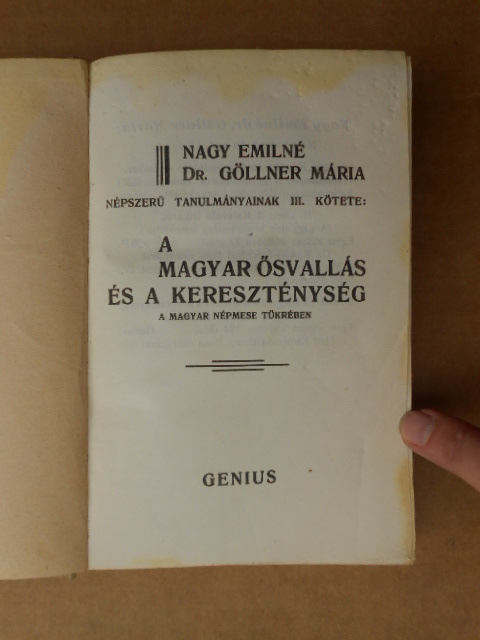 NAGY EMILNÉ
DR. GÖLLNER MÁRIA
NÉPSZERŰ TANULMÁNYAINAK III. KÖTETE:
A
MAGYAR ŐSVALLÁS
ÉS A KERESZTÉNYSÉG
A MAGYAR NÉPMESE TÜKRÉBEN
GENIUS